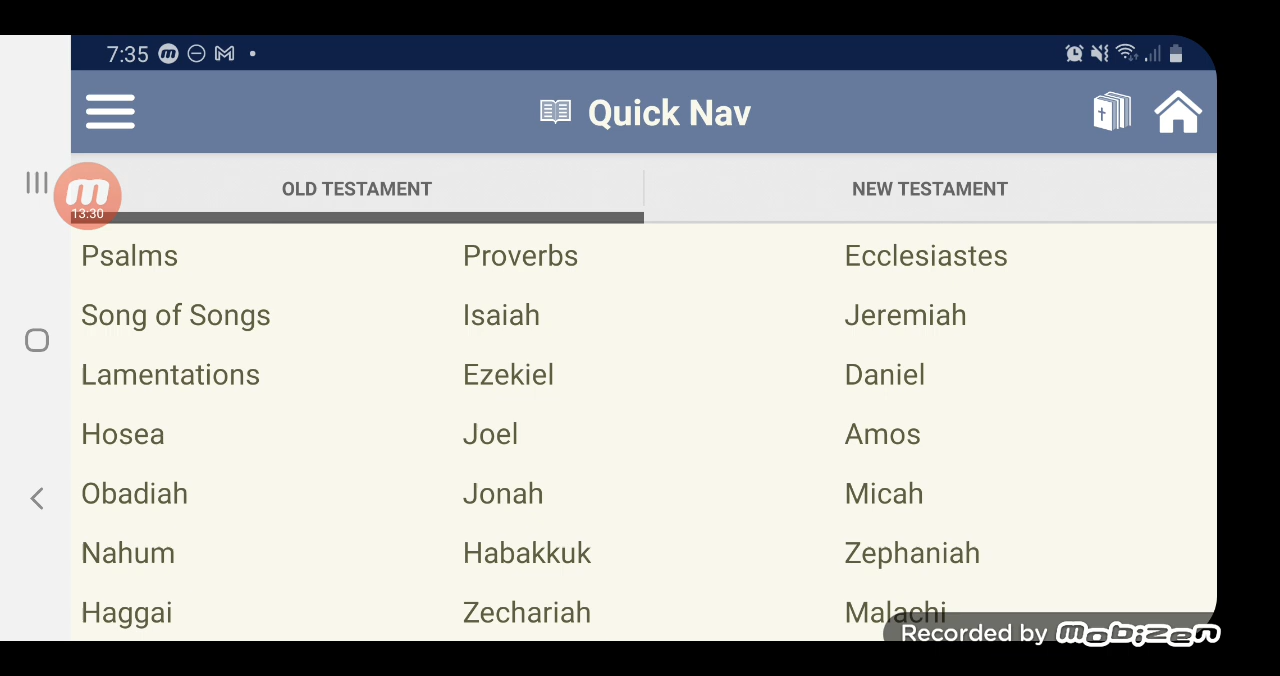 7:35
Quick Nav
m
13:30
OLD TESTAMENT NEW TESTAMENT
Psalms Proverbs Ecclesiastes
Song of Songs Isaiah Jeremiah
Lamentations Ezekiel Daniel
Hosea Joel Amos
Obadiah Jonah Micah
Nahum Habakkuk Zephaniah
Haggai Zechariah Malachi
Recorded by mobizen